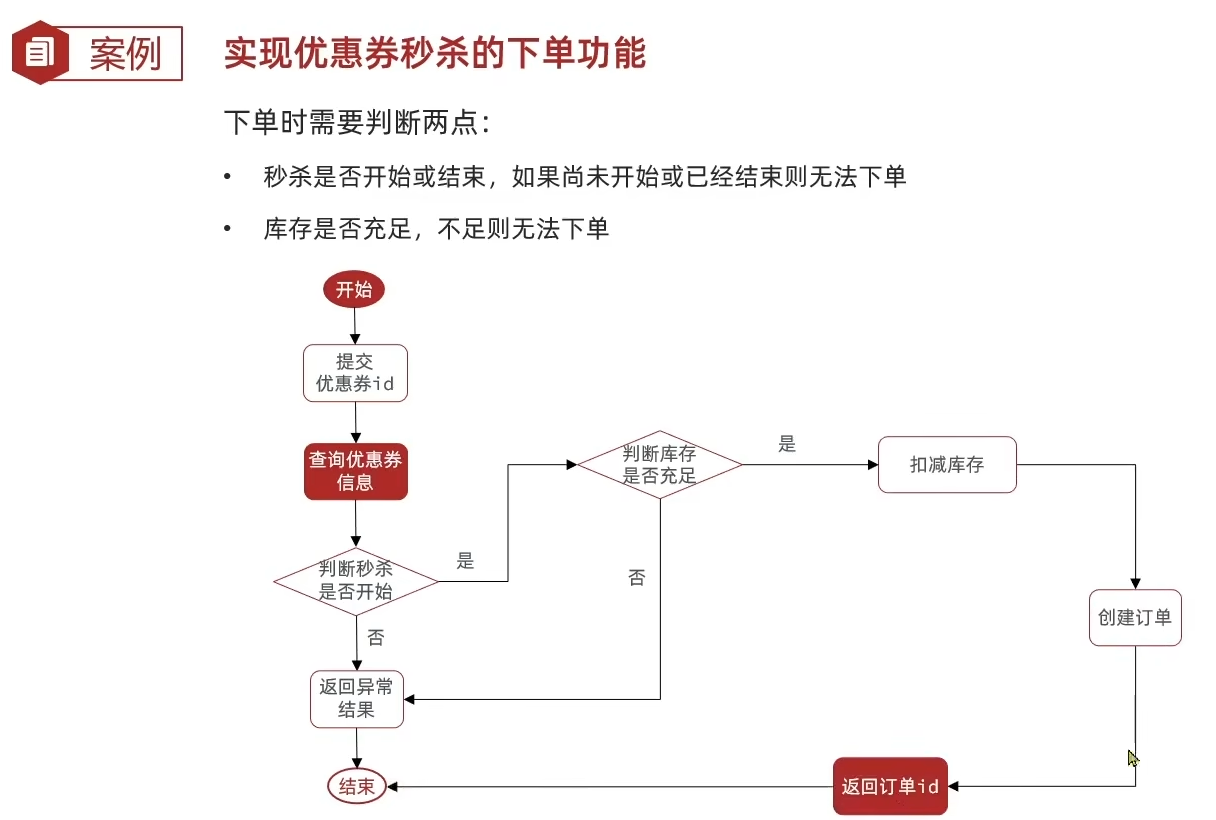 案例
实现优惠券秒杀的下单功能
下单时需要判断两点：
• 秒杀是否开始或结束，如果尚未开始或已经结束则无法下单
• 库存是否充足，不足则无法下单
开始
提交
优惠券id
查询优惠券
信息
判断秒杀
是否开始
是
否
判断库存
是否充足
是
否
扣减库存
创建订单
返回异常
结果
返回订单id
结束